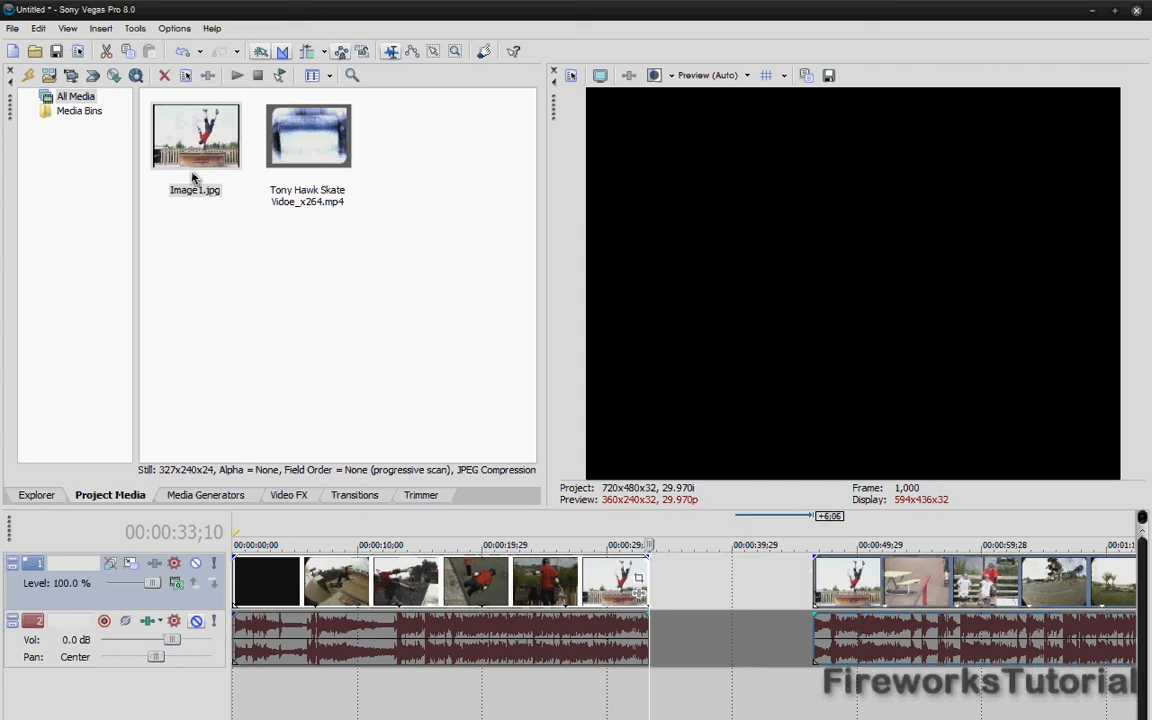 Untitled * - Sony Vegas Pro 8.0
File Edit View Insert Tools Options Help
Preview (Auto)
All Media
Media Bins
Image1.jpg
Tony Hawk Skate
Vidoe_x264.mp4
Still: 327x240x24, Alpha = None, Field Order = None (progressive scan), JPEG Compression
Explorer Project Media Media Generators Video FX Transitions Trimmer
Project: 720x480x32, 29.970i
Preview: 360x240x32, 29.970p
Frame: 1,000
Display: 594x436x32
+6;06
00:00:33;10
00:00:00;00 00:00:10;00 00:00:19;29 00:00:29; 00:00:39;29 00:00:49;29 00:00:59;28 00:01:1
1
Level: 100.0 %
2
Vol: 0.0 dB
Pan: Center
FireworksTutorial